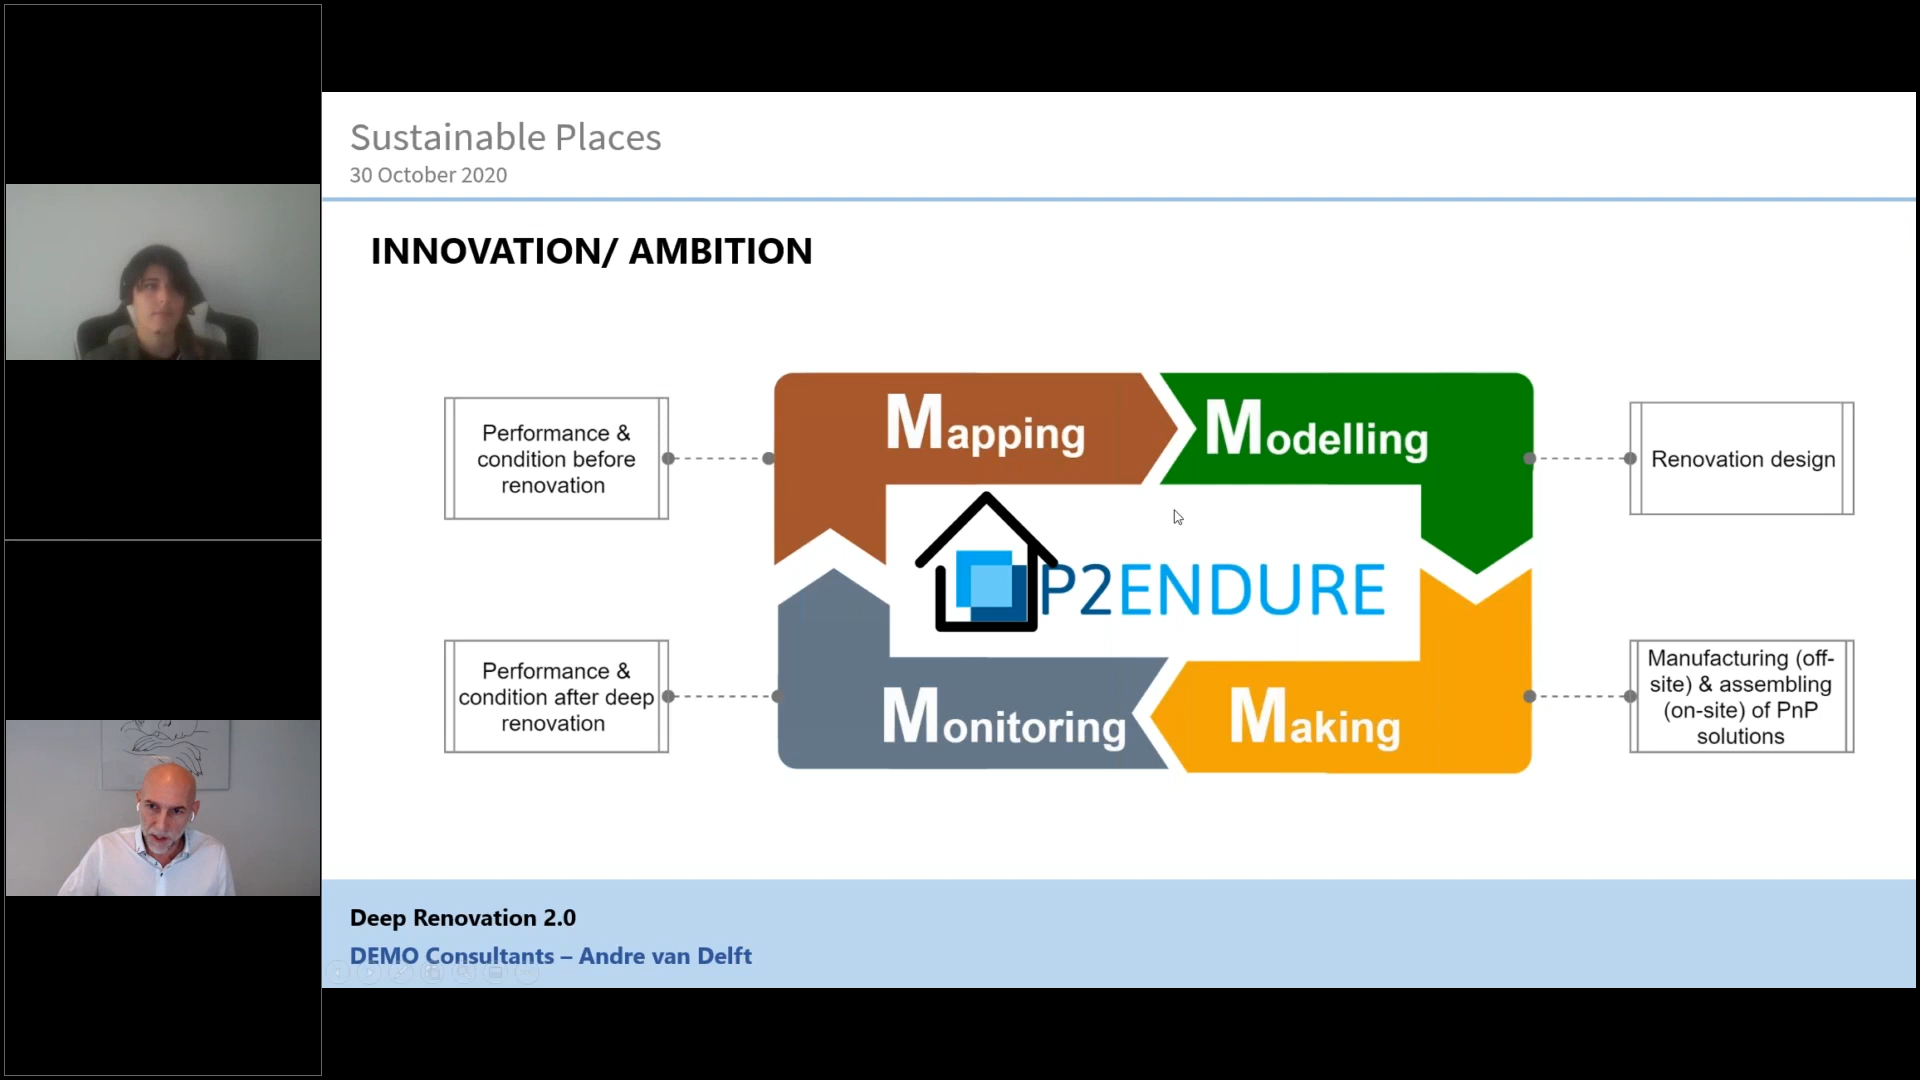 Sustainable Places
30 October 2020
INNOVATION/ AMBITION
Performance &
condition before
renovation
Mapping
Modelling
Renovation design
P2ENDURE
Performance &
condition after deep
renovation
Monitoring
Making
Manufacturing (off-
site) & assembling
(on-site) of PnP
solutions
Deep Renovation 2.0
DEMO Consultants – Andre van Delft